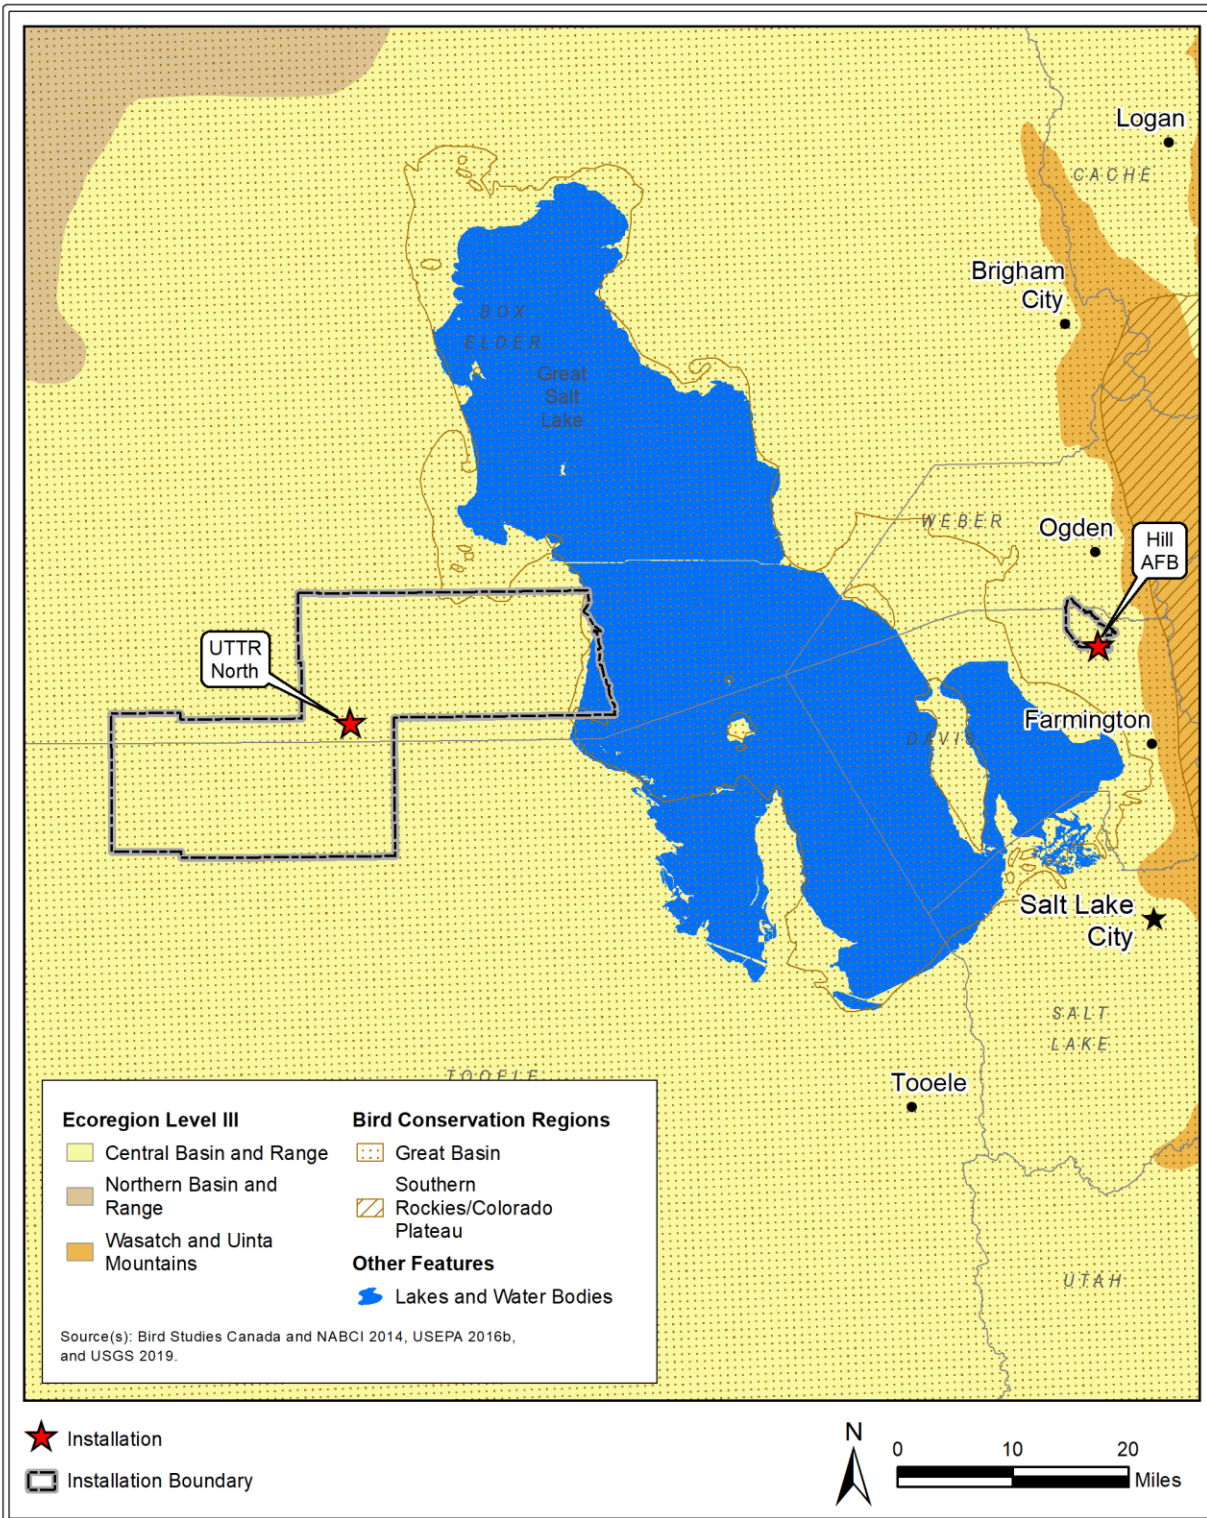 Logan
CACHE
Brigham
City
BOX
ELDER
Great
Salt
Lake
WEBER
Ogden
Hill
AFB
UTTR
North
Farmington
DAVIS
Salt Lake
City
SALT
LAKE
TOOELE
Tooele
UTAH
Ecoregion Level III
Central Basin and Range
Northern Basin and
Range
Wasatch and Uinta
Mountains
Bird Conservation Regions
Great Basin
Southern
Rockies/Colorado
Plateau
Other Features
Lakes and Water Bodies
Source(s): Bird Studies Canada and NABCI 2014, USEPA 2016b,
and USGS 2019.
Installation
Installation Boundary
N
0 10 20
Miles